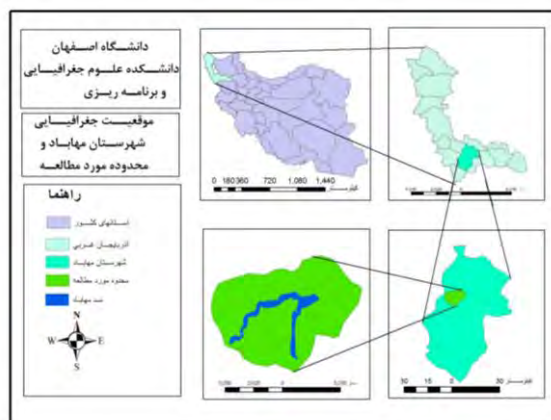 دانشگاه اصفهان
دانشکده علوم جغرافیایی
و برنامه ریزی
موقعیت جغرافیایی
شهرستان مهاباد و
محدوده مورد مطالعه
راهنما
استانهای کشور
آذربایجان غربی
شهرستان مهاباد
محدوده مورد مطالعه
سد مهاباد
N
W E
S
0 180 360 720 1,080 1,440
کیلومتر
30 15 0 30
کیلومتر